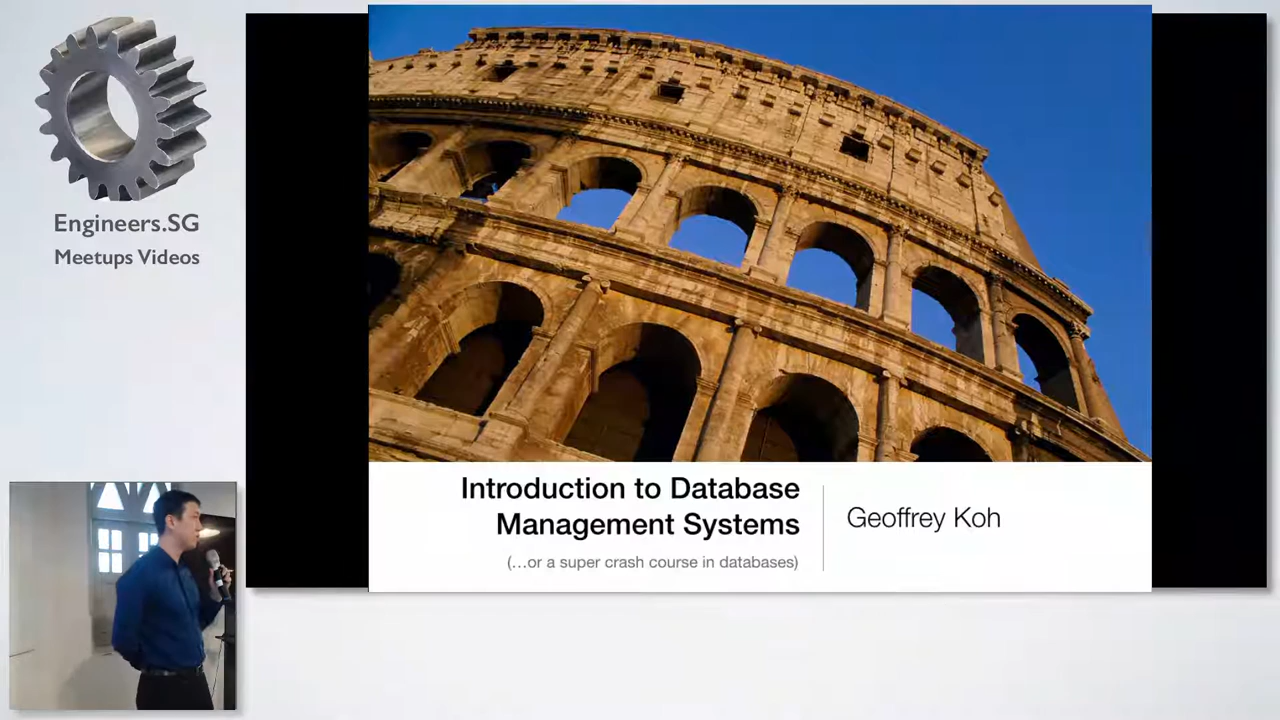 Engineers.SG
Meetups Videos
Introduction to Database
Management Systems
(...or a super crash course in databases)
Geoffrey Koh